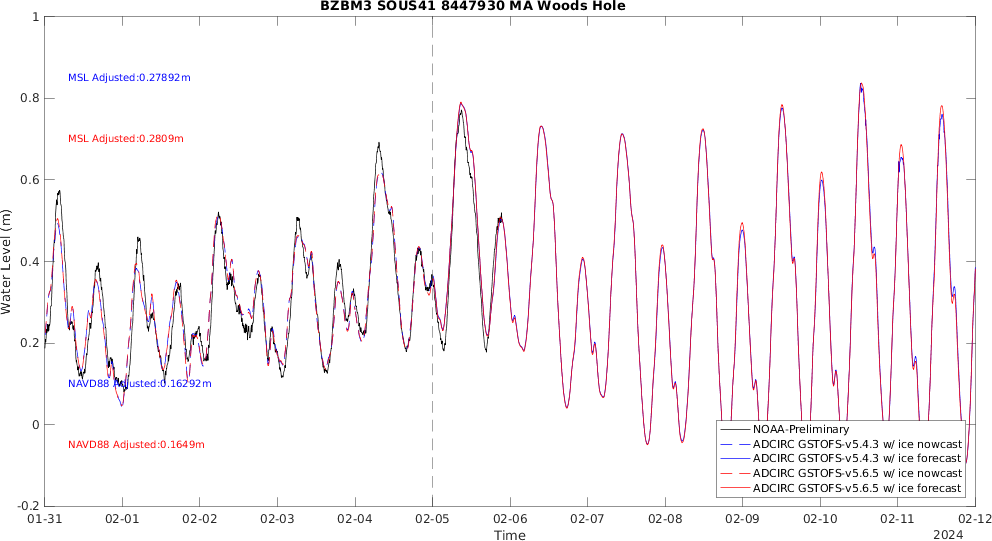 BZBM3 SOUS41 8447930 MA Woods Hole
1
0.8
0.6
0.4
0.2
0
-0.2
Water Level (m)
MSL Adjusted:0.27892m
MSL Adjusted:0.2809m
NAVD88 Adjusted:0.16292m
NAVD88 Adjusted:0.1649m
NOAA-Preliminary
ADCIRC GSTOFS-v5.4.3 w/ ice nowcast
ADCIRC GSTOFS-v5.4.3 w/ ice forecast
ADCIRC GSTOFS-v5.6.5 w/ ice nowcast
ADCIRC GSTOFS-v5.6.5 w/ ice forecast
01-31 02-01 02-02 02-03 02-04 02-05 02-06 02-07 02-08 02-09 02-10 02-11 02-12
Time
2024